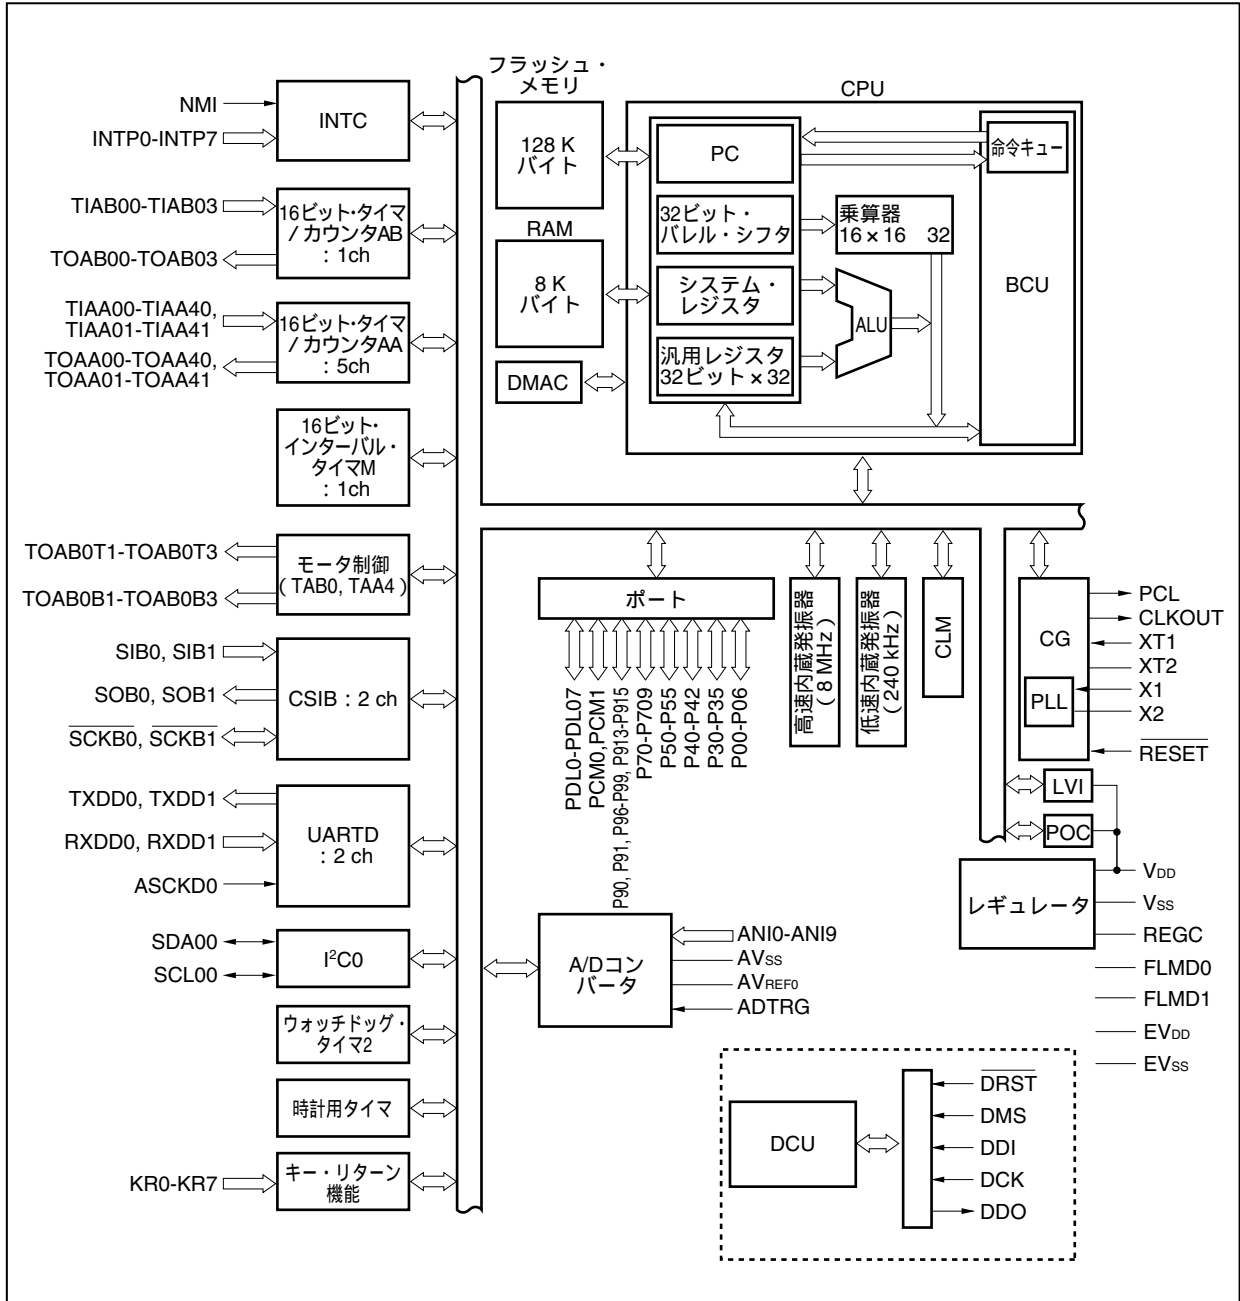 NMI
INTP0-INTP7
INTC
TIAB00-TIAB03
TOAB00-TOAB03
16ビット・タイマ
/ カウンタAB
: 1ch
TIAA00-TIAA40,
TIAA01-TIAA41
TOAA00-TOAA40,
TOAA01-TOAA41
16ビット・タイマ
/ カウンタAA
: 5ch
16ビット・
インターバル・
タイマM
: 1ch
TOAB0T1-TOAB0T3
TOAB0B1-TOAB0B3
モータ制御
( TAB0, TAA4 )
SIB0, SIB1
SOB0, SOB1
SCKB0, SCKB1
CSIB : 2 ch
TXDD0, TXDD1
RXDD0, RXDD1
ASCKD0
UARTD
: 2 ch
SDA00
SCL00
I²C0
ウォッチドッグ・
タイマ2
時計用タイマ
KR0-KR7
キー・リターン
機能
フラッシュ・
メモリ
128 K
バイト
RAM
8 K
バイト
DMAC
CPU
PC
32ビット・
バレル・シフタ
システム・
レジスタ
汎用レジスタ
32ビット × 32
乗算器
16 × 16 32
ALU
命令キュー
BCU
ポート
PDL0-PDL07
PCM0,PCM1
P90, P91, P96-P99, P913-P915
P70-P709
P50-P55
P40-P42
P30-P35
P00-P06
高速内蔵発振器
( 8 MHz )
低速内蔵発振器
( 240 kHz )
CLM
CG
PLL
PCL
CLKOUT
XT1
XT2
X1
X2
RESET
LVI
POC
レギュレータ
VDD
VSS
REGC
FLMD0
FLMD1
EVDD
EVSS
A/Dコン
バータ
ANI0-ANI9
AVSS
AVREF0
ADTRG
DCU
DRST
DMS
DDI
DCK
DDO